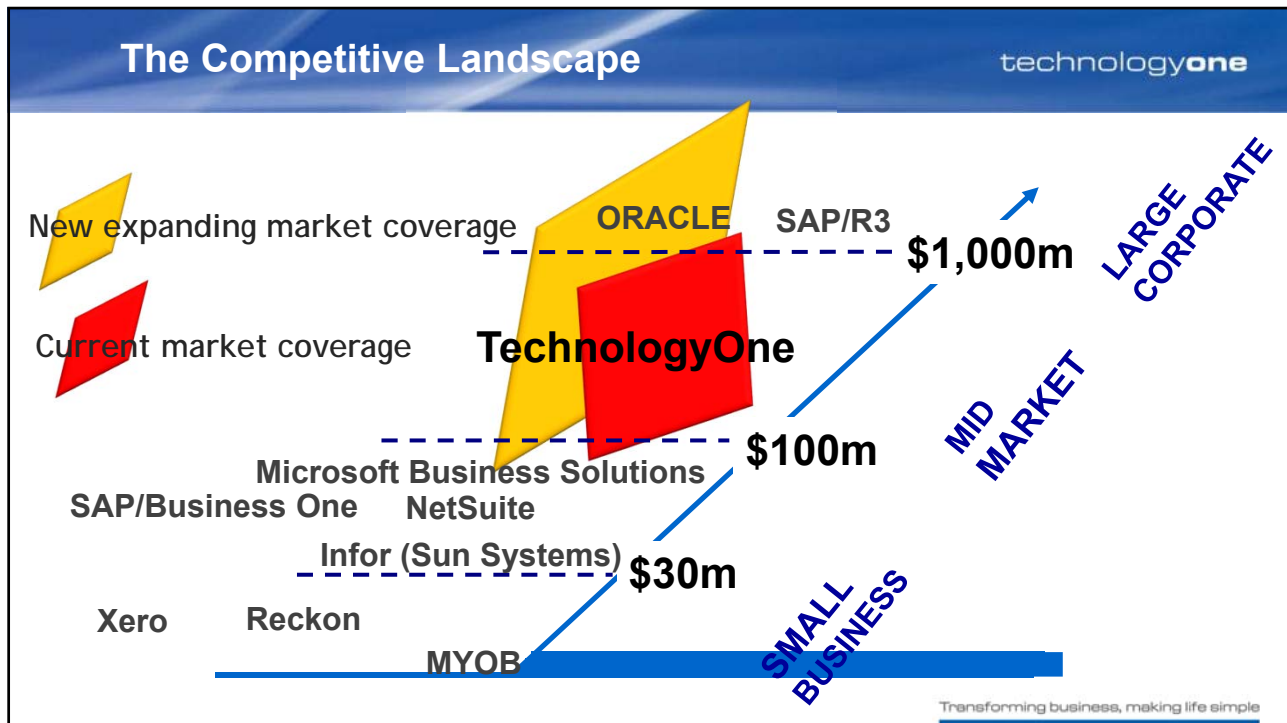 The Competitive Landscape
technologyone
New expanding market coverage
ORACLE
SAP/R3
$1,000m
LARGE
CORPORATE
Current market coverage
TechnologyOne
MID
MARKET
$100m
Microsoft Business Solutions
SAP/Business One
NetSuite
Infor (Sun Systems)
$30m
SMALL
BUSINESS
Xero
Reckon
MYOB
Transforming business, making life simple